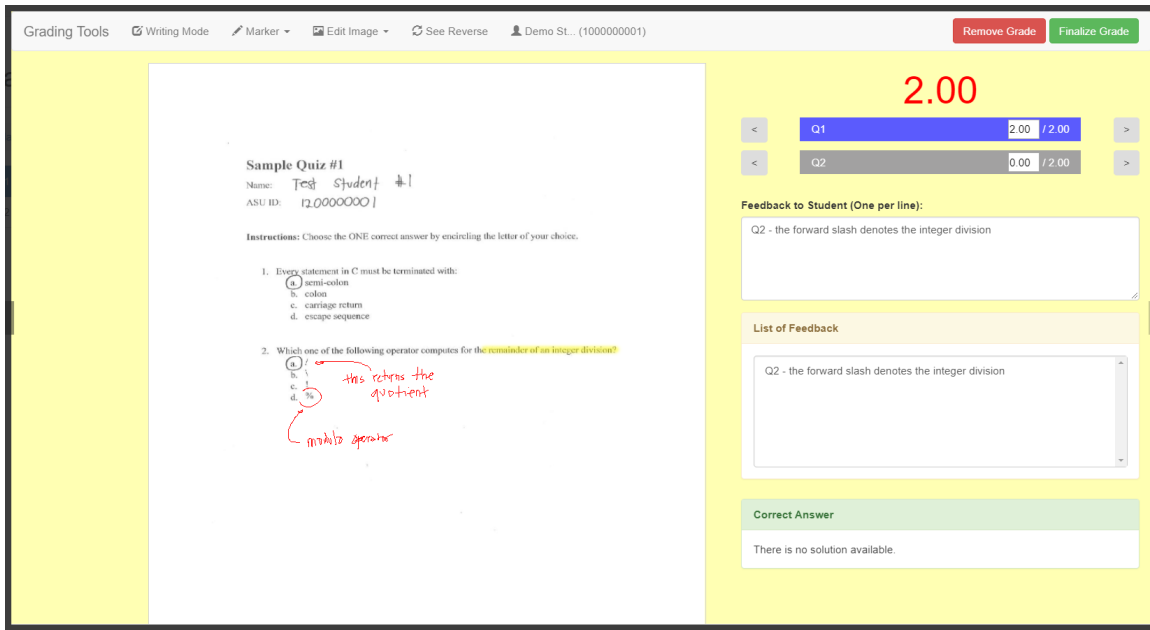 Grading Tools Writing Mode Marker Edit Image See Reverse Demo St... (1000000001) Remove Grade Finalize Grade
Sample Quiz #1
Name: Test Student #1
ASU ID: 1200000001
Instructions: Choose the ONE correct answer by encircling the letter of your choice.
1. Every statement in C must be terminated with:
a. semi-colon
b. colon
c. carriage return
d. escape sequence
2. Which one of the following operator computes for the remainder of an integer division?
a. /
b. \
c. !
d. %
this returns the
quotient
modulo operator
2.00
< Q1 2.00 / 2.00 >
< Q2 0.00 / 2.00 >
Feedback to Student (One per line):
Q2 - the forward slash denotes the integer division
List of Feedback
Q2 - the forward slash denotes the integer division
Correct Answer
There is no solution available.